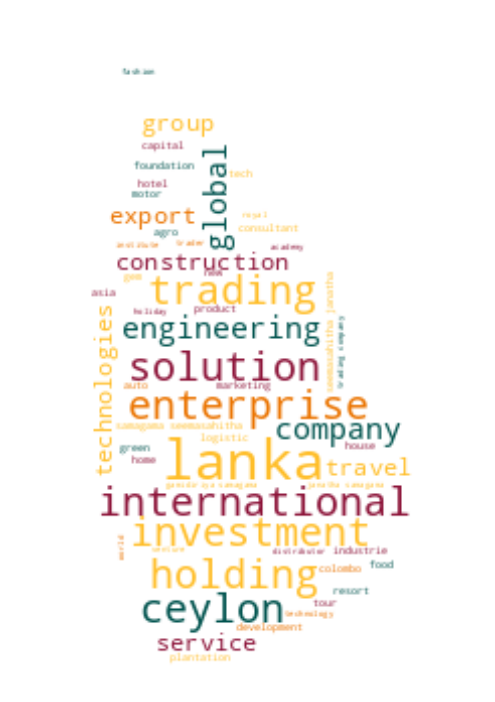 fashion
group
capital
global
foundation
tech
hotel
motor
export
royal
agro
consultant
institute
trader
academy
construction
new
gem
trading
asia
seemasahitha janatha
holiday
product
technologies
trading company
engineering
solution
auto
marketing
enterprise
samagama seemasahitha
company
logistic
green
house
home
lanka
travel
janatha samagama
international
investment
world
venture
distributor
industrie
holding
colombo
food
resort
ceylon
tour
technology
development
service
plantation